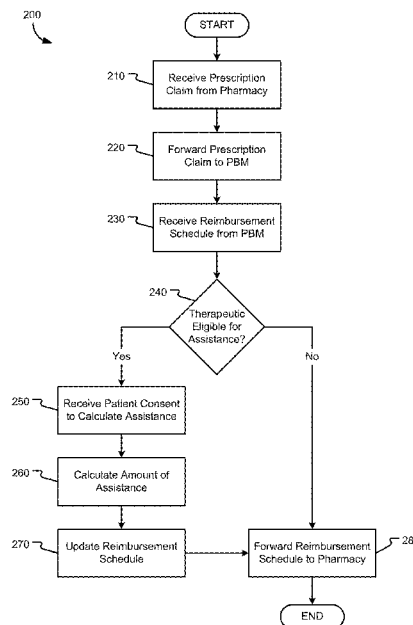 200
START
210
Receive Prescription
Claim from Pharmacy
220
Forward Prescription
Claim to PBM
230
Receive Reimbursement
Schedule from PBM
240
Therapeutic
Eligible for
Assistance?
Yes
No
250
Receive Patient Consent
to Calculate Assistance
260
Calculate Amount of
Assistance
270
Update Reimbursement
Schedule
28
Forward Reimbursement
Schedule to Pharmacy
END